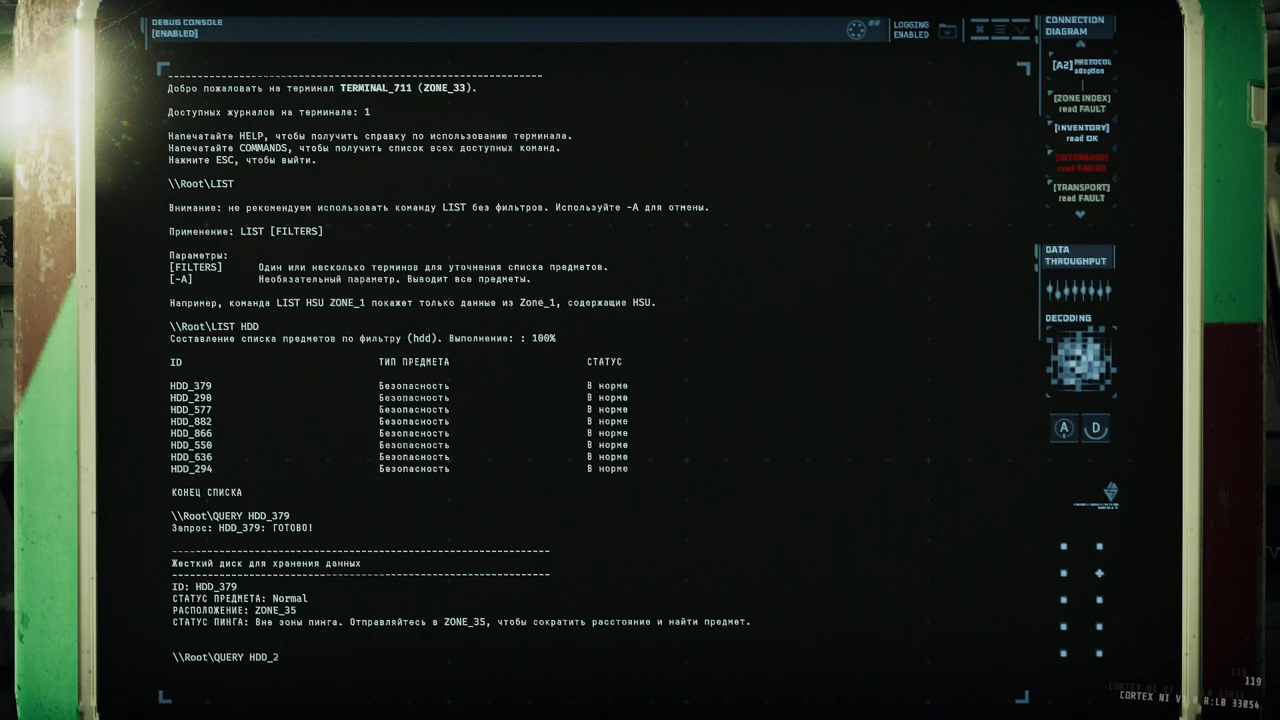 DEBUG CONSOLE
[ENABLED]
LOGGING
ENABLED
------------------------------------------------------------------
Добро пожаловать на терминал TERMINAL_711 (ZONE_33).
Доступных журналов на терминале: 1
Напечатайте HELP, чтобы получить справку по использованию терминала.
Напечатайте COMMANDS, чтобы получить список всех доступных команд.
Нажмите ESC, чтобы выйти.
\\Root\LIST
Внимание: не рекомендуем использовать команду LIST без фильтров. Используйте -A для отмены.
Применение: LIST [FILTERS]
Параметры:
[FILTERS] Один или несколько терминов для уточнения списка предметов.
[-A] Необязательный параметр. Выводит все предметы.
Например, команда LIST HSU ZONE_1 покажет только данные из Zone_1, содержащие HSU.
\\Root\LIST HDD
Составление списка предметов по фильтру (hdd). Выполнение: : 100%
ID ТИП ПРЕДМЕТА СТАТУС
HDD_379 Безопасность В норме
HDD_290 Безопасность В норме
HDD_577 Безопасность В норме
HDD_882 Безопасность В норме
HDD_866 Безопасность В норме
HDD_550 Безопасность В норме
HDD_636 Безопасность В норме
HDD_294 Безопасность В норме
КОНЕЦ СПИСКА
\\Root\QUERY HDD_379
Запрос: HDD_379: ГОТОВО!
------------------------------------------------------------------
Жесткий диск для хранения данных
------------------------------------------------------------------
ID: HDD_379
СТАТУС ПРЕДМЕТА: Normal
РАСПОЛОЖЕНИЕ: ZONE_35
СТАТУС ПИНГА: Вне зоны пинга. Отправляйтесь в ZONE_35, чтобы сократить расстояние и найти предмет.
\\Root\QUERY HDD_2
CONNECTION
DIAGRAM
[A2] PROTOCOL
adaption
[ZONE INDEX]
read FAULT
[INVENTORY]
read OK
[INTERBASE]
read FAILED
[TRANSPORT]
read FAULT
DATA
THROUGHPUT
DECODING
A D
119
CORTEX NI R:L0 33054